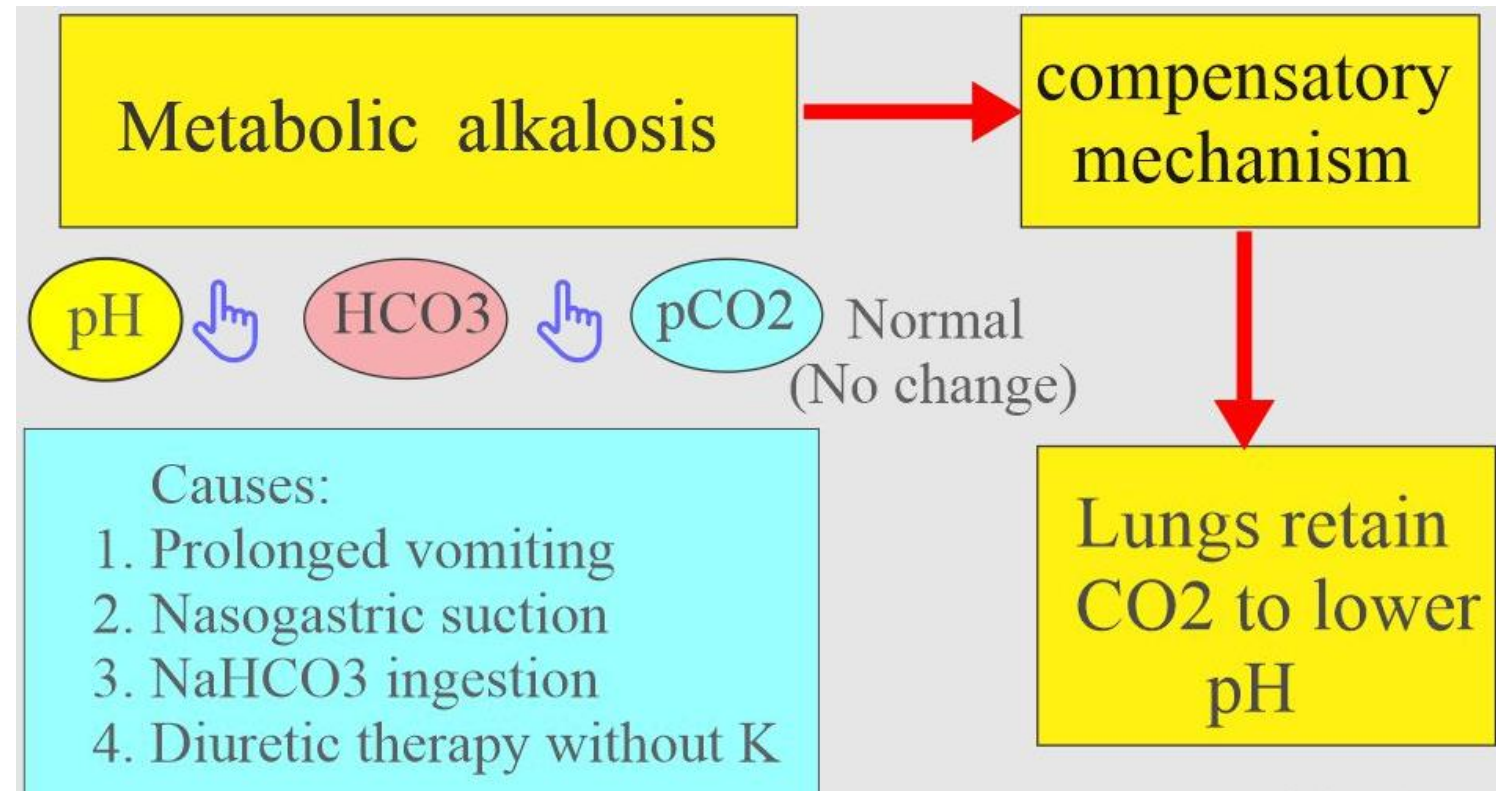 Metabolic alkalosis
compensatory
mechanism
pH
HCO3
pCO2
Normal
(No change)
Causes:
1. Prolonged vomiting
2. Nasogastric suction
3. NaHCO3 ingestion
4. Diuretic therapy without K
Lungs retain
CO2 to lower
pH